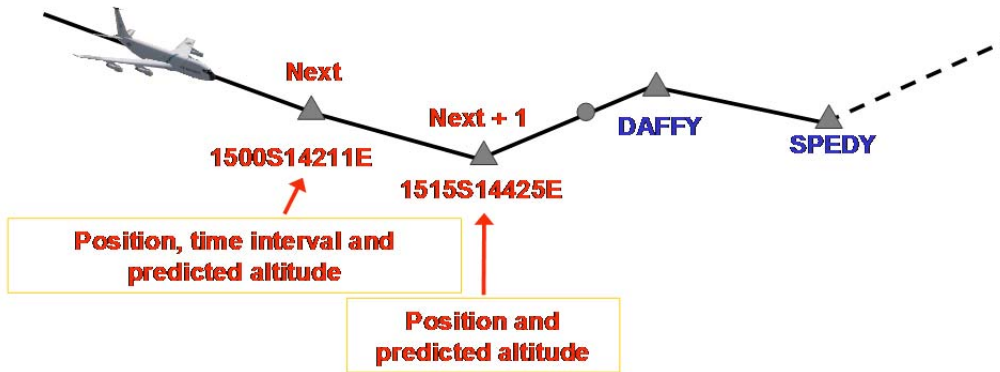 Next
Next + 1
DAFFY
SPEDY
1500S14211E
1515S14425E
Position, time interval and
predicted altitude
Position and
predicted altitude